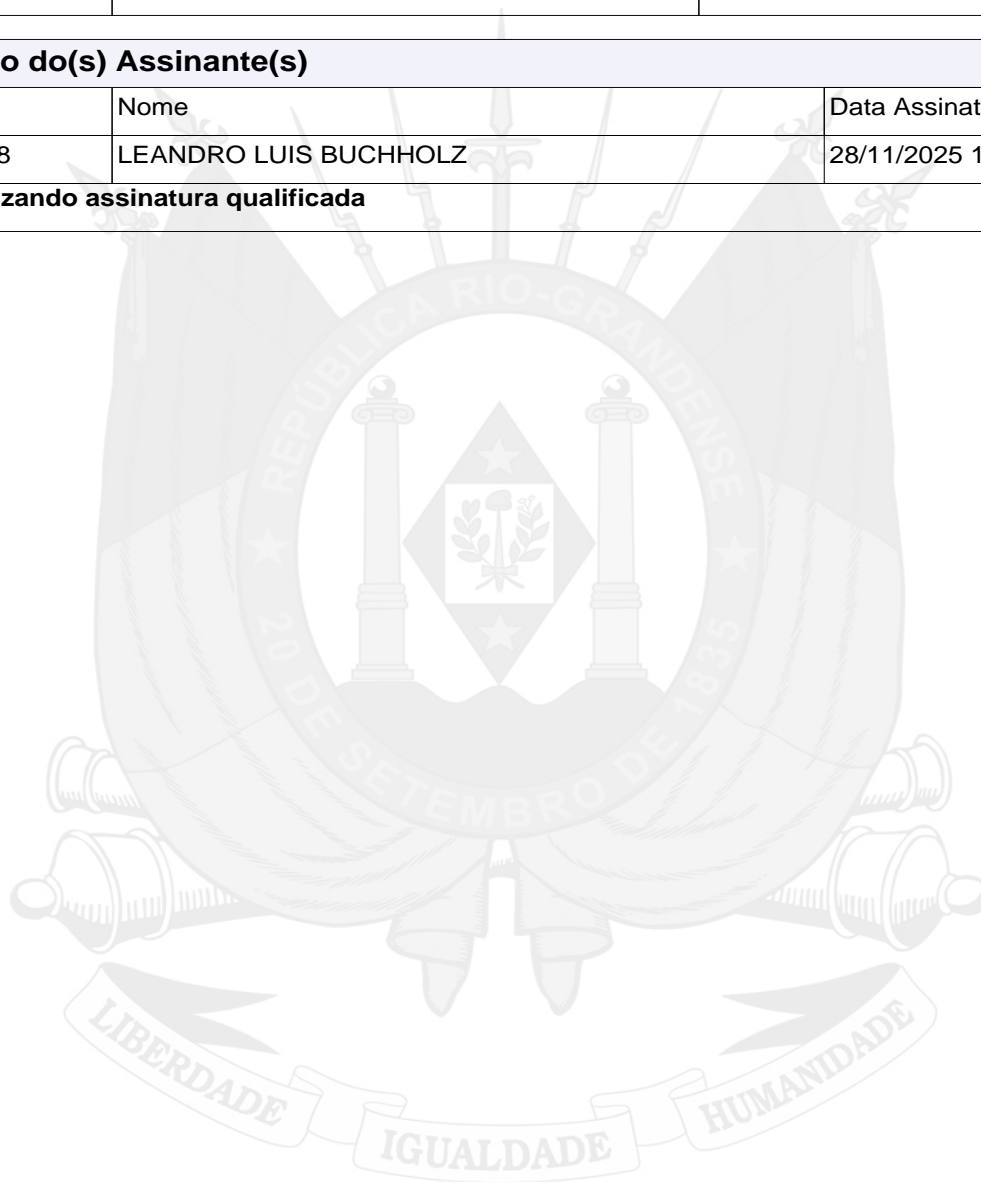 o do(s) Assinante(s)
Nome Data Assinat
8 LEANDRO LUIS BUCHHOLZ 28/11/2025 1
zando assinatura qualificada
REPÚBLICA RIO-GRANDENSE
20 DE SETEMBRO DE 1835
LIBERDADE IGUALDADE HUMANIDADE